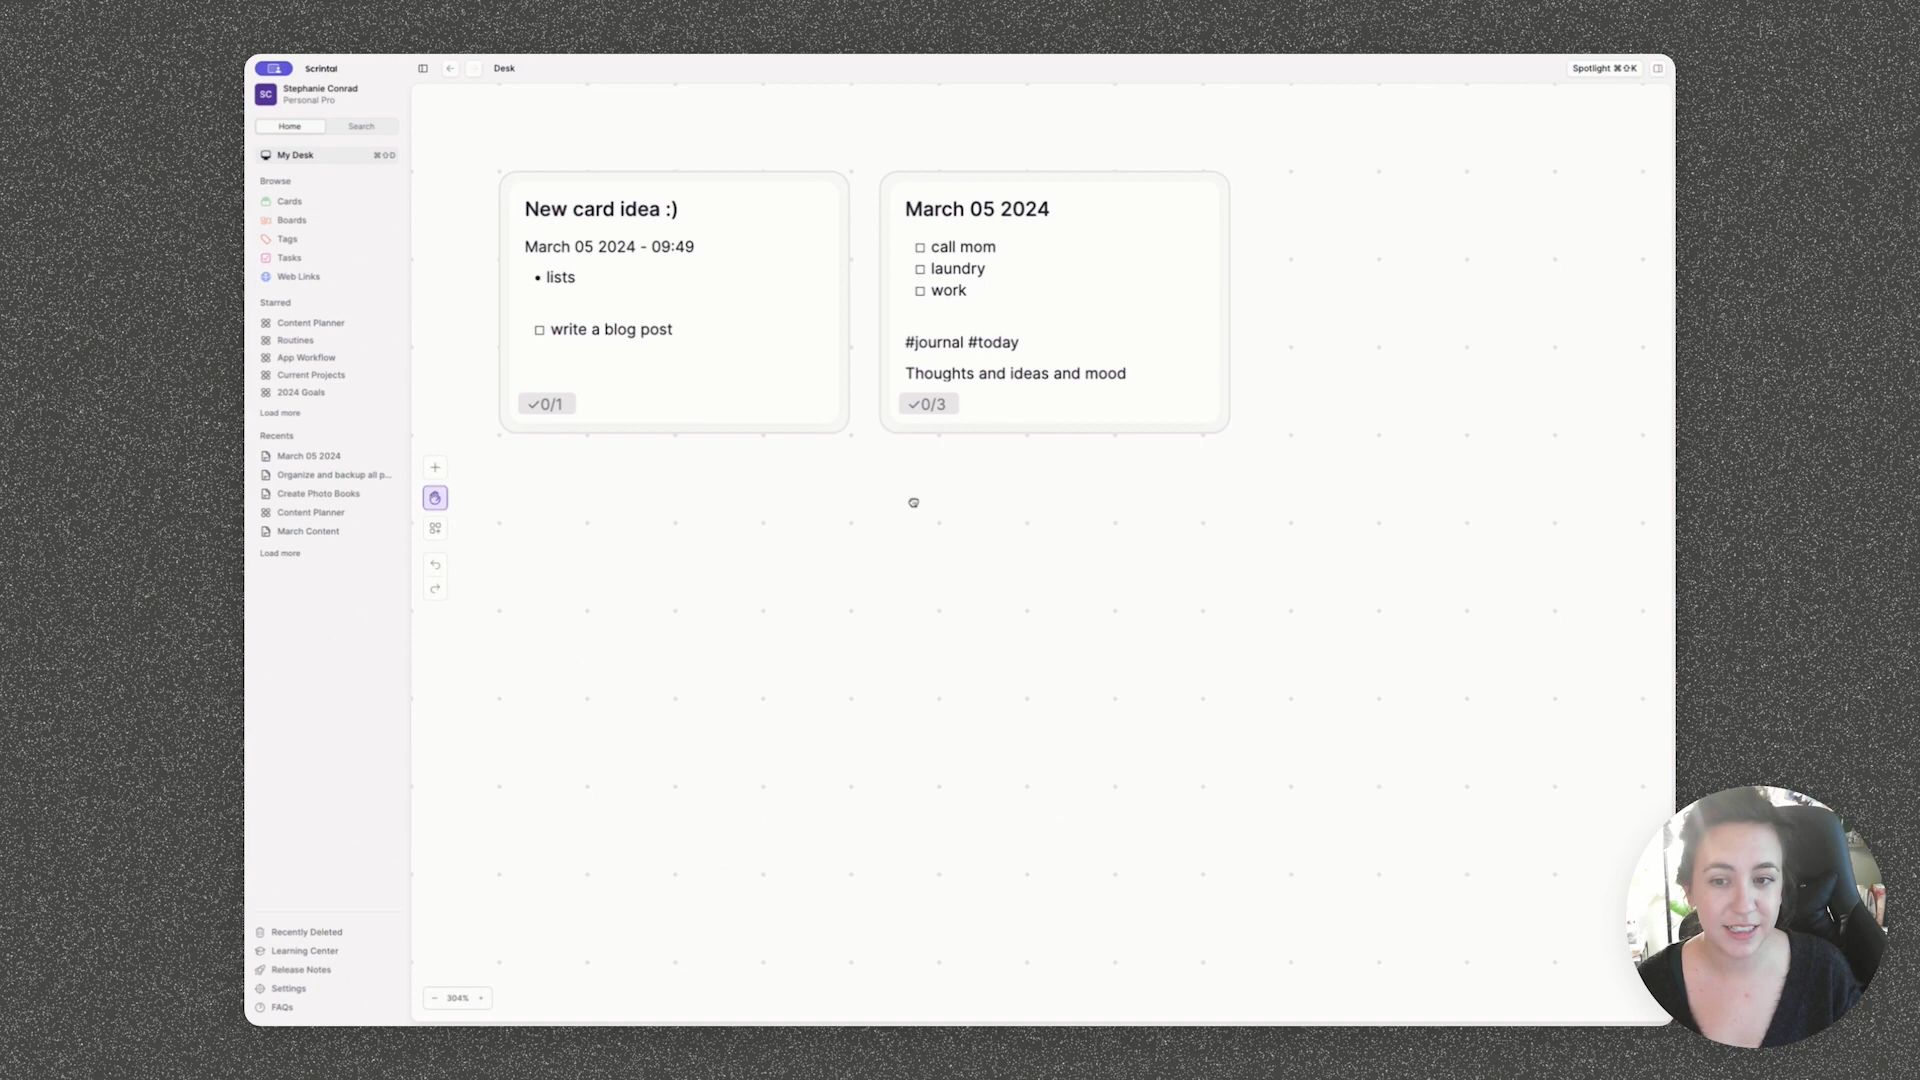 Scrintal
Desk
Spotlight ⌘⇧K
SC
Stephanie Conrad
Personal Pro
Home
Search
My Desk ⌘⇧D
Browse
Cards
Boards
Tags
Tasks
Web Links
Starred
Content Planner
Routines
App Workflow
Current Projects
2024 Goals
Load more
Recents
March 05 2024
Organize and backup all p...
Create Photo Books
Content Planner
March Content
Load more
Recently Deleted
Learning Center
Release Notes
Settings
FAQs
New card idea :)
March 05 2024 - 09:49
• lists
☐ write a blog post
✓0/1
March 05 2024
☐ call mom
☐ laundry
☐ work
#journal #today
Thoughts and ideas and mood
✓0/3
− 304% +